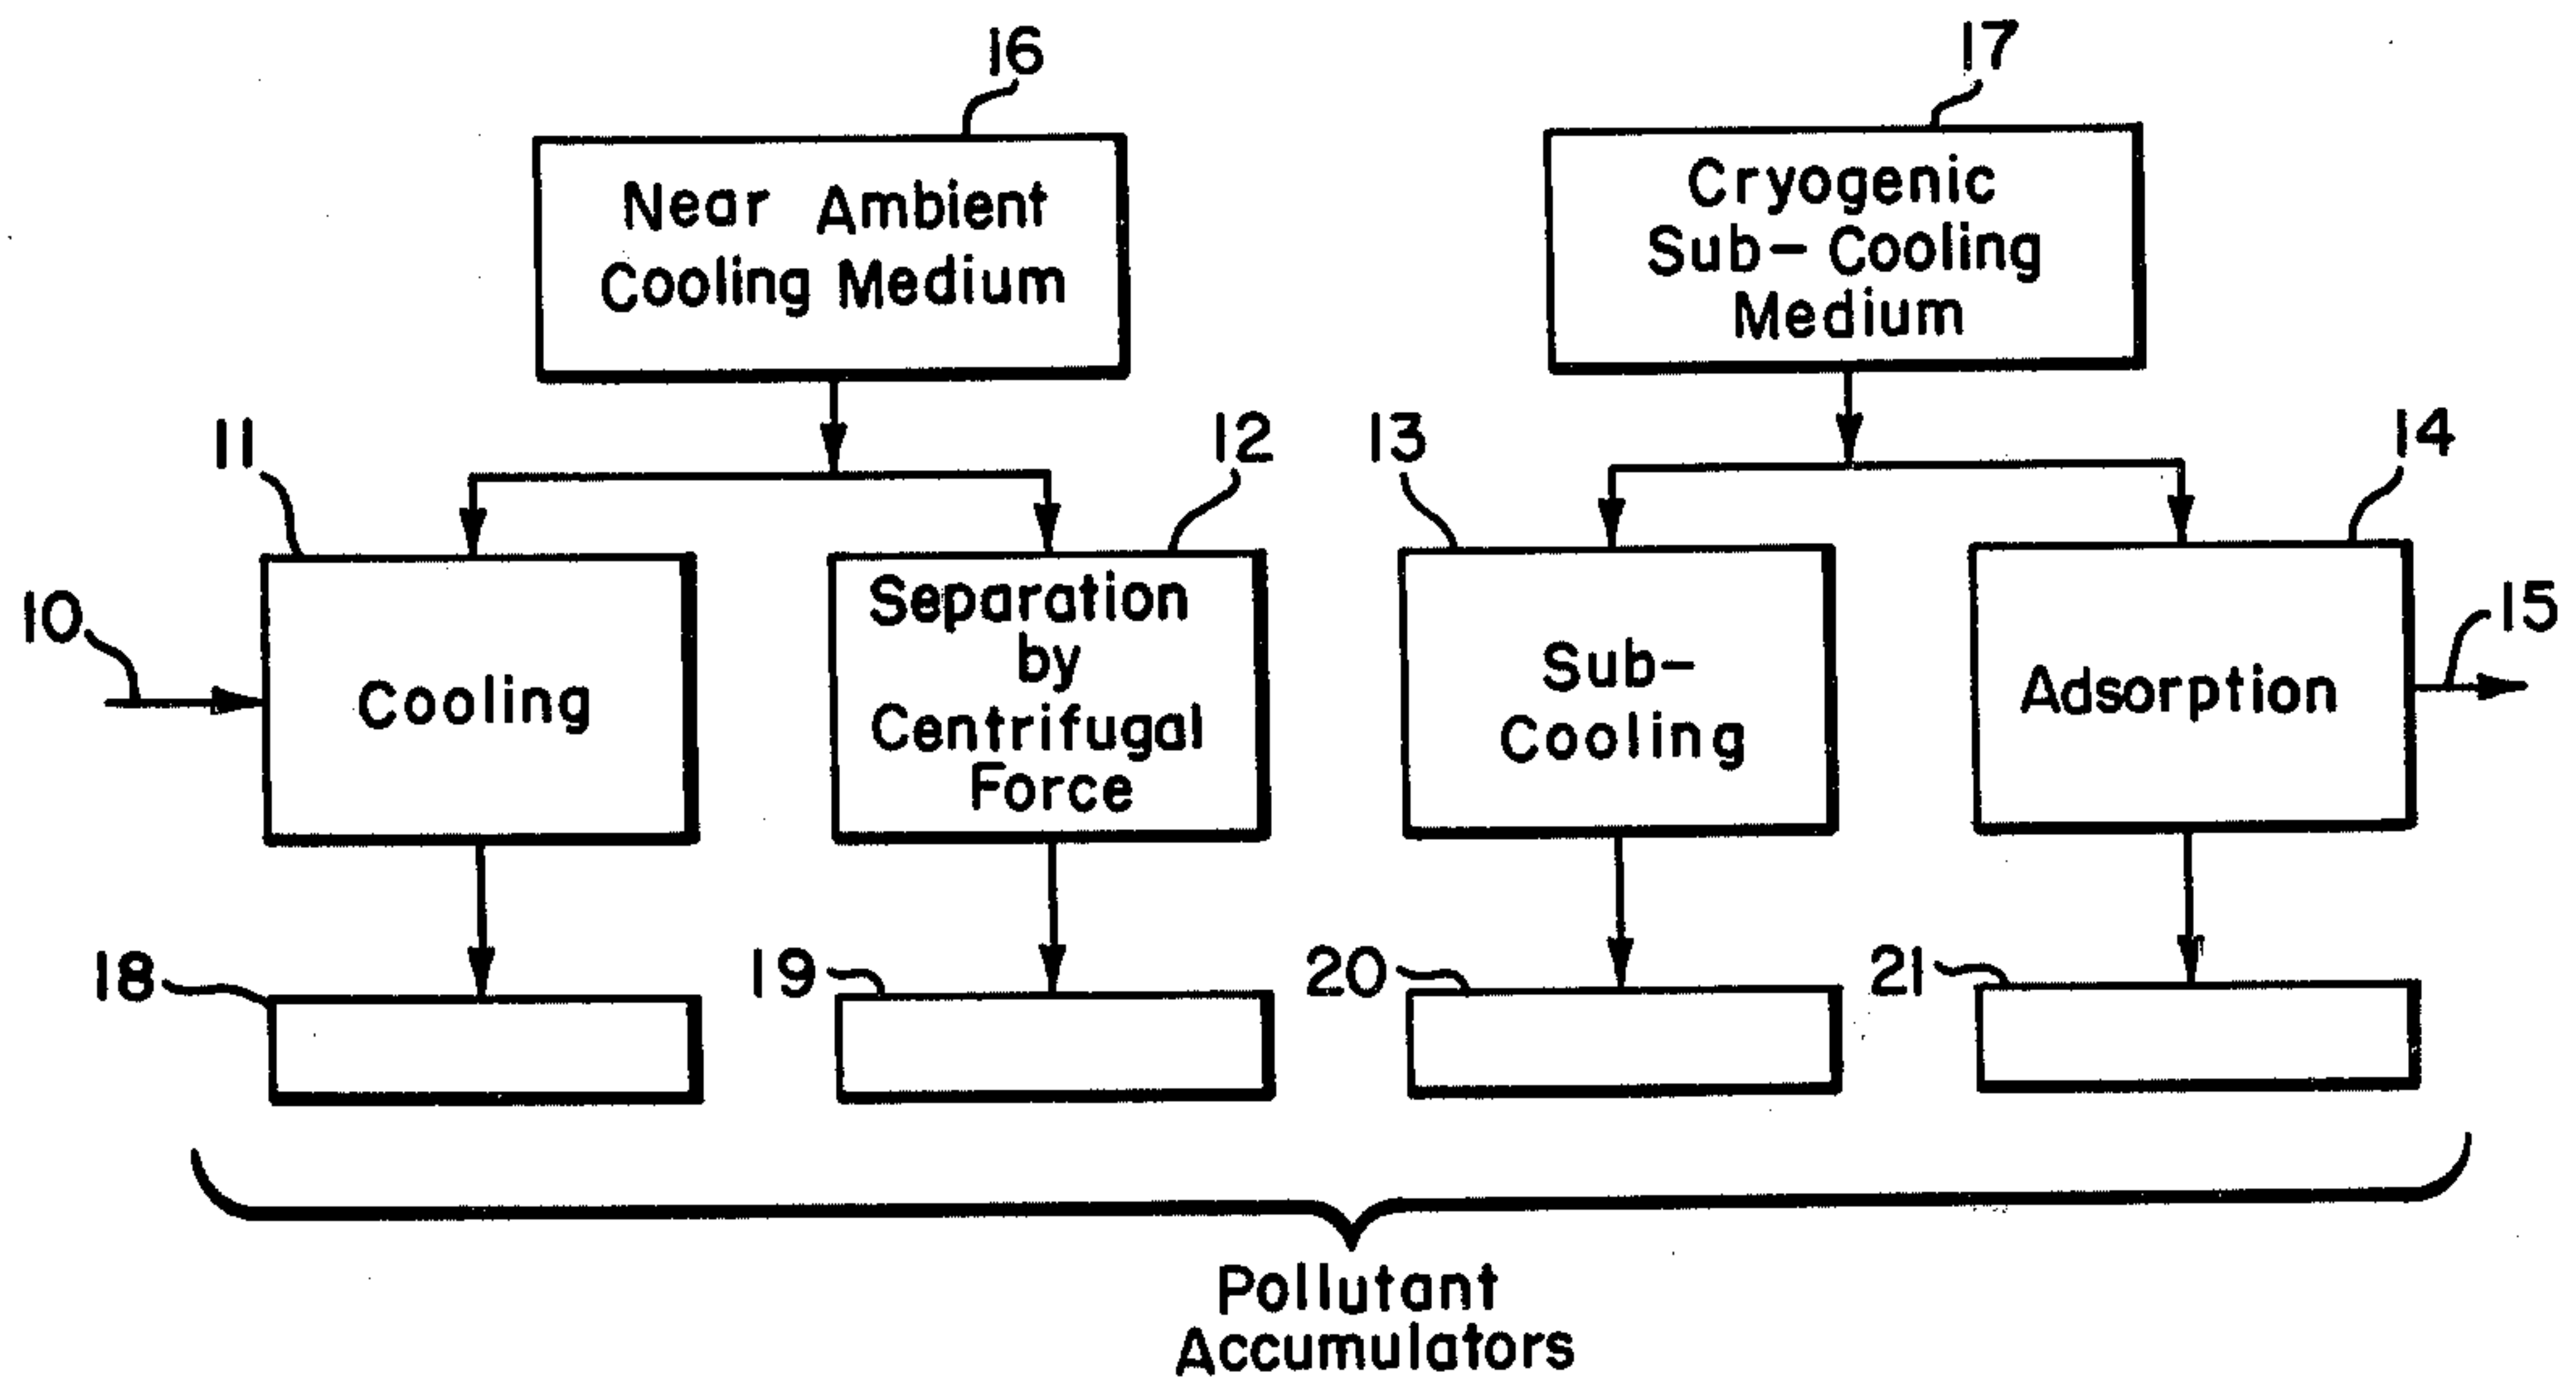 16
17
Near Ambient
Cooling Medium
Cryogenic
Sub-Cooling
Medium
11
12
13
14
10
Cooling
Separation
by
Centrifugal
Force
Sub-
Cooling
Adsorption
15
18
19
20
21
Pollutant
Accumulators